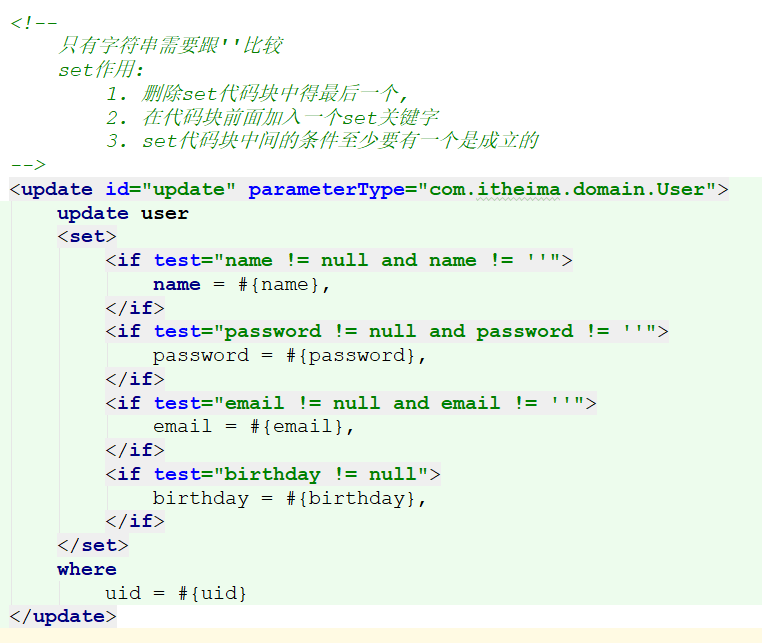 <!--
    只有字符串需要跟''比较
    set作用:
        1. 删除set代码块中得最后一个,
        2. 在代码块前面加入一个set关键字
        3. set代码块中间的条件至少要有一个是成立的
-->
<update id="update" parameterType="com.itheima.domain.User">
    update user
    <set>
        <if test="name != null and name != ''">
            name = #{name},
        </if>
        <if test="password != null and password != ''">
            password = #{password},
        </if>
        <if test="email != null and email != ''">
            email = #{email},
        </if>
        <if test="birthday != null">
            birthday = #{birthday},
        </if>
    </set>
    where
        uid = #{uid}
</update>